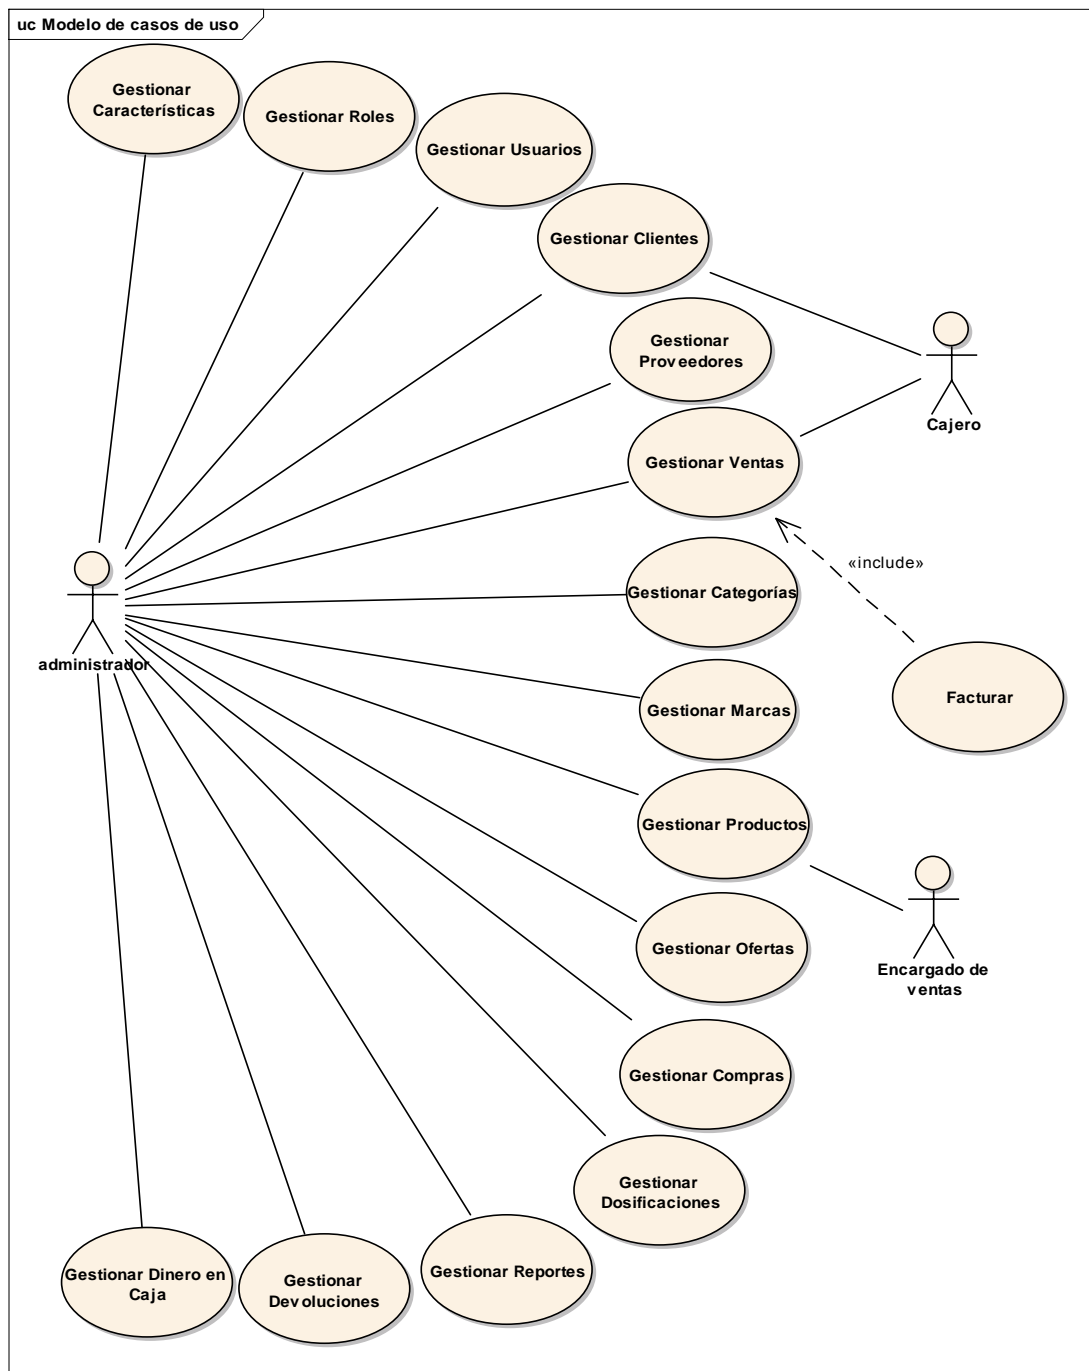 uc Modelo de casos de uso
Gestionar
Características
Gestionar Roles
Gestionar Usuarios
Gestionar Clientes
Gestionar
Proveedores
Cajero
Gestionar Ventas
«include»
Gestionar Categorías
administrador
Facturar
Gestionar Marcas
Gestionar Productos
Gestionar Ofertas
Encargado de
ventas
Gestionar Compras
Gestionar
Dosificaciones
Gestionar Dinero en
Caja
Gestionar
Devoluciones
Gestionar Reportes